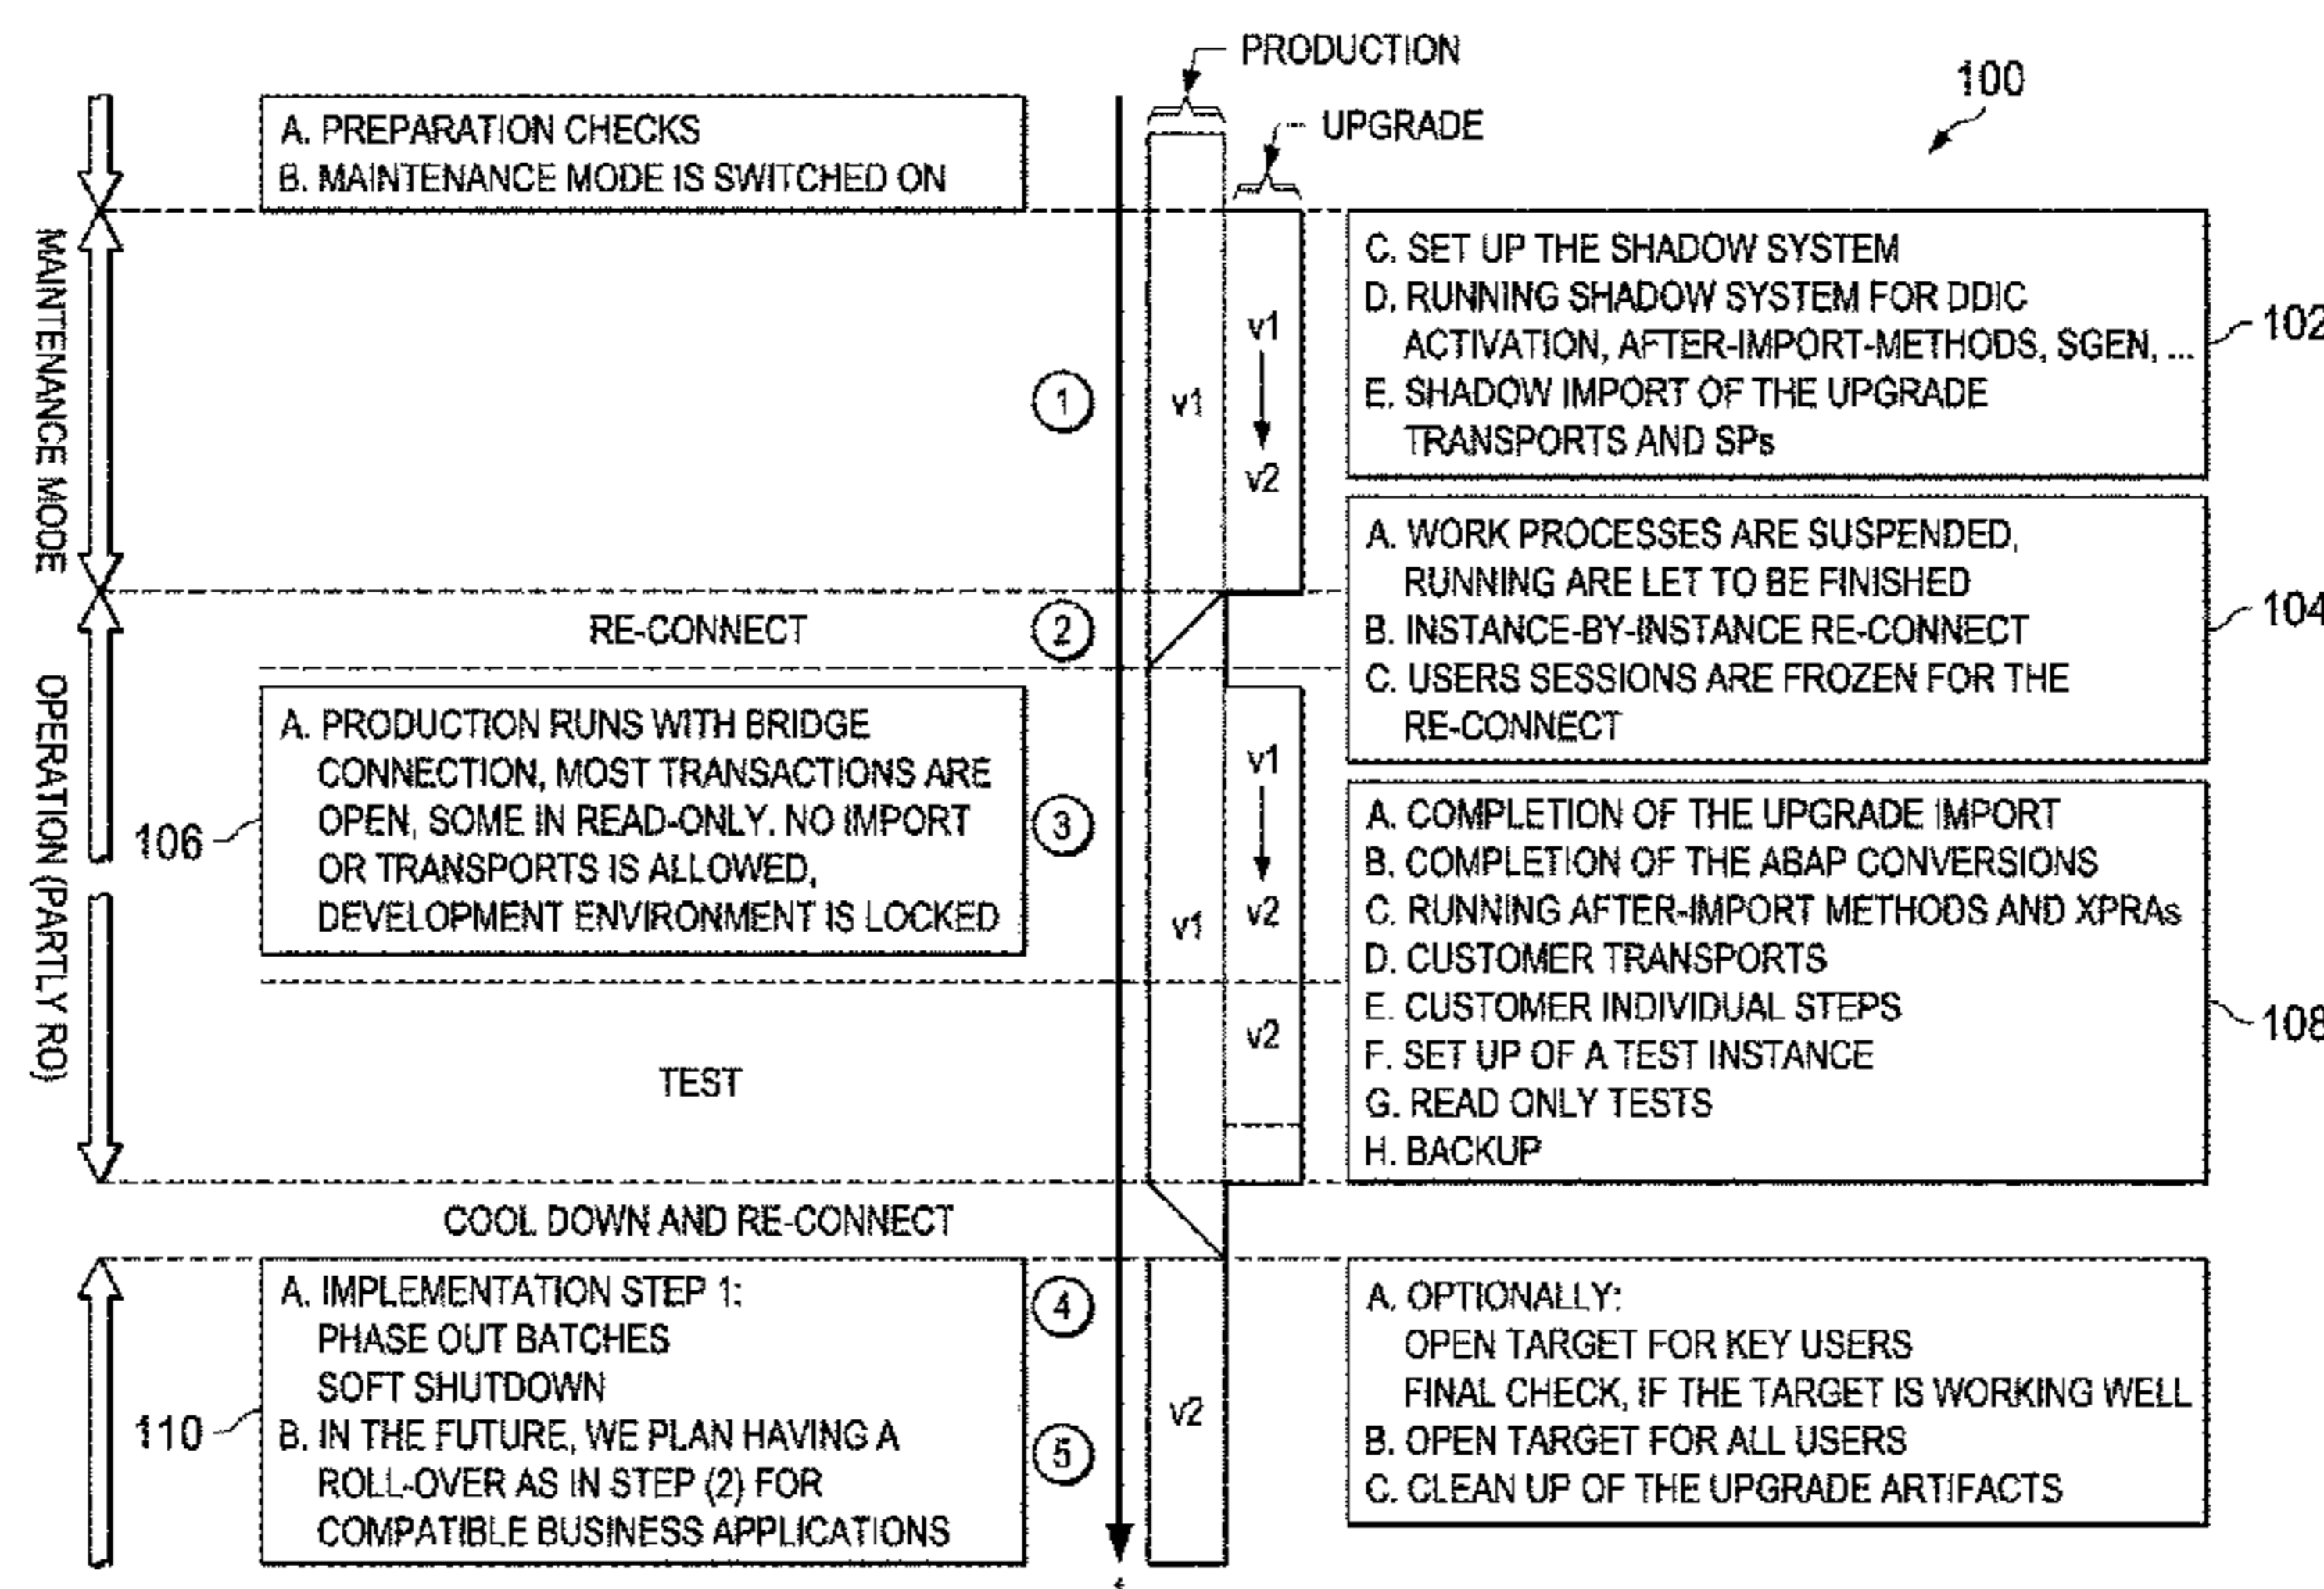 PRODUCTION
100
UPGRADE
A. PREPARATION CHECKS
B. MAINTENANCE MODE IS SWITCHED ON
MAINTENANCE MODE
1
v1
v1
v2
C. SET UP THE SHADOW SYSTEM
D. RUNNING SHADOW SYSTEM FOR DDIC
ACTIVATION, AFTER-IMPORT-METHODS, SGEN, ...
E. SHADOW IMPORT OF THE UPGRADE
TRANSPORTS AND SPs
102
RE-CONNECT
2
A. WORK PROCESSES ARE SUSPENDED,
RUNNING ARE LET TO BE FINISHED
B. INSTANCE-BY-INSTANCE RE-CONNECT
C. USERS SESSIONS ARE FROZEN FOR THE
RE-CONNECT
104
OPERATION (PARTLY RO)
106
A. PRODUCTION RUNS WITH BRIDGE
CONNECTION, MOST TRANSACTIONS ARE
OPEN, SOME IN READ-ONLY. NO IMPORT
OR TRANSPORTS IS ALLOWED,
DEVELOPMENT ENVIRONMENT IS LOCKED
3
v1
v1
v2
v2
TEST
A. COMPLETION OF THE UPGRADE IMPORT
B. COMPLETION OF THE ABAP CONVERSIONS
C. RUNNING AFTER-IMPORT METHODS AND XPRAs
D. CUSTOMER TRANSPORTS
E. CUSTOMER INDIVIDUAL STEPS
F. SET UP OF A TEST INSTANCE
G. READ ONLY TESTS
H. BACKUP
108
COOL DOWN AND RE-CONNECT
110
A. IMPLEMENTATION STEP 1:
PHASE OUT BATCHES
SOFT SHUTDOWN
B. IN THE FUTURE, WE PLAN HAVING A
ROLL-OVER AS IN STEP (2) FOR
COMPATIBLE BUSINESS APPLICATIONS
4
5
v2
A. OPTIONALLY:
OPEN TARGET FOR KEY USERS
FINAL CHECK, IF THE TARGET IS WORKING WELL
B. OPEN TARGET FOR ALL USERS
C. CLEAN UP OF THE UPGRADE ARTIFACTS